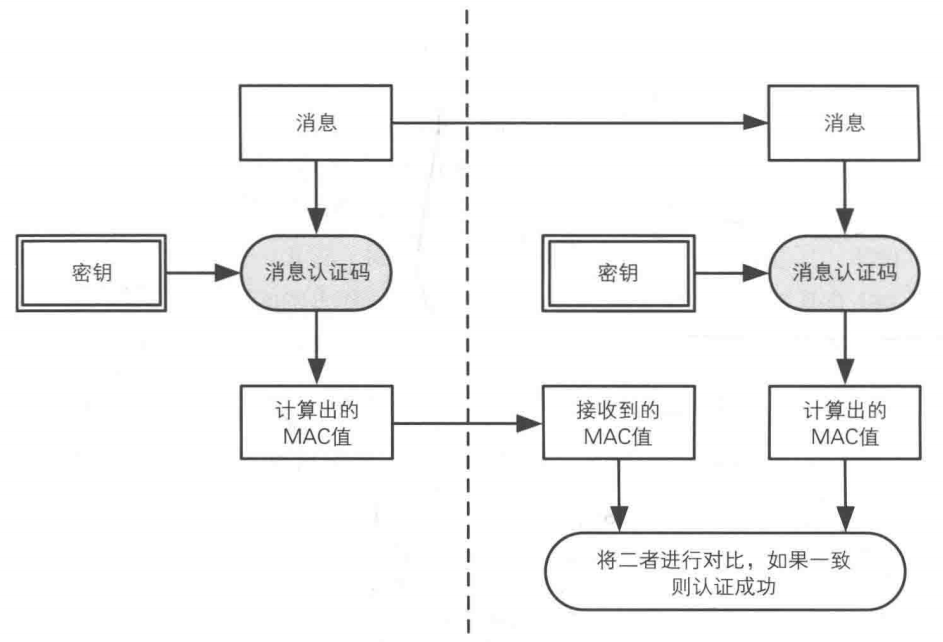 消息
消息
密钥
消息认证码
密钥
消息认证码
计算出的
MAC值
接收到的
MAC值
计算出的
MAC值
将二者进行对比，如果一致
则认证成功